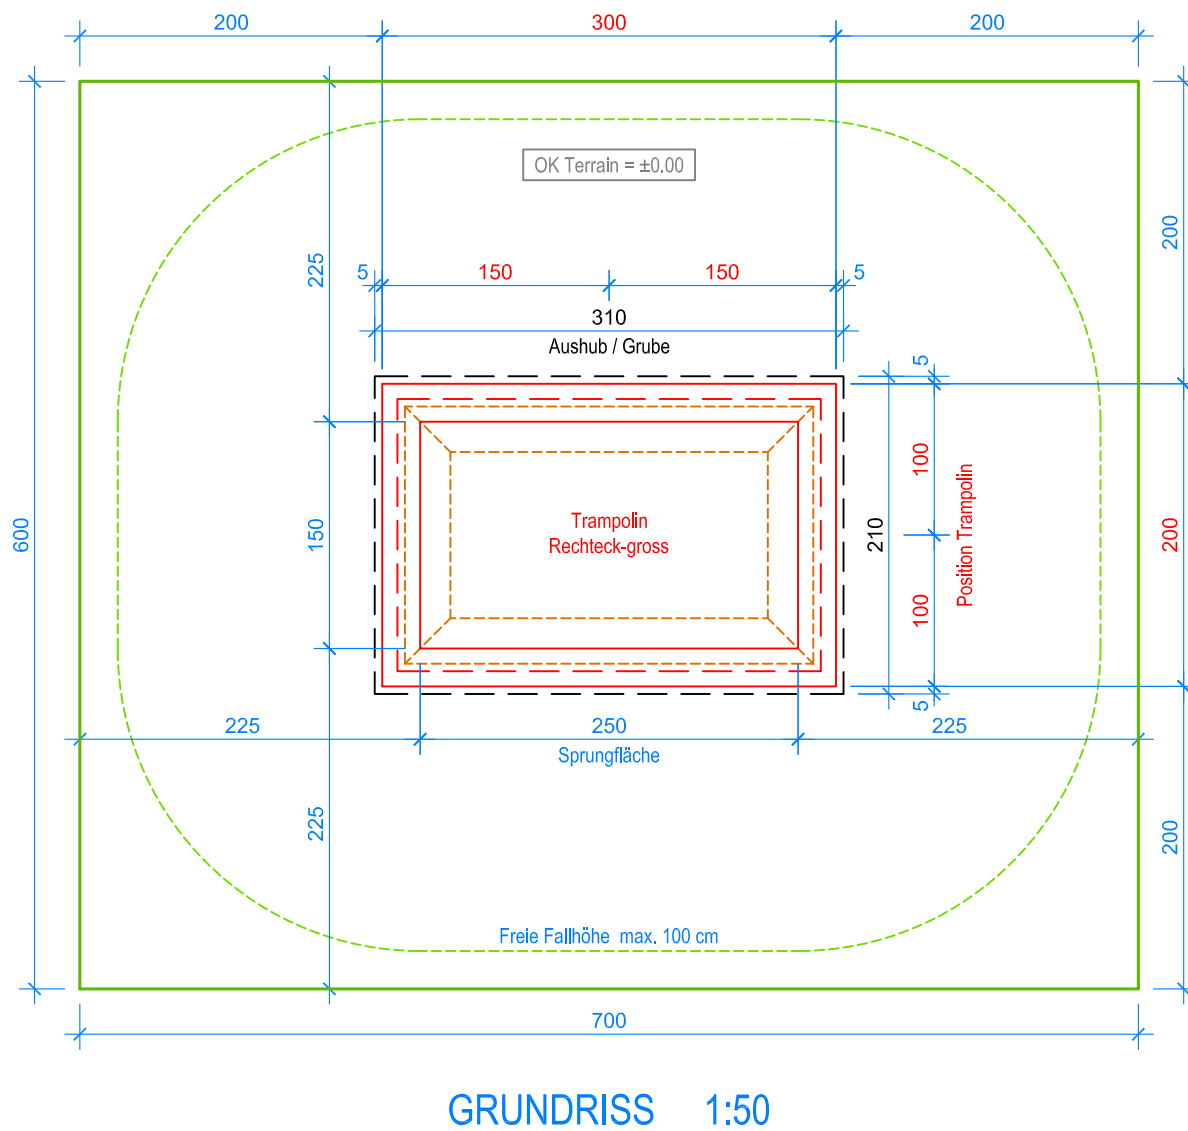 200 300 200
OK Terrain = ±0.00
200
225
5 150 150 5
310
Aushub / Grube
5
100
Position Trampolin
Trampolin
Rechteck-gross
600
150
210
200
100
5
225 250 225
Sprungfläche
225
200
Freie Fallhöhe max. 100 cm
700
GRUNDRISS 1:50